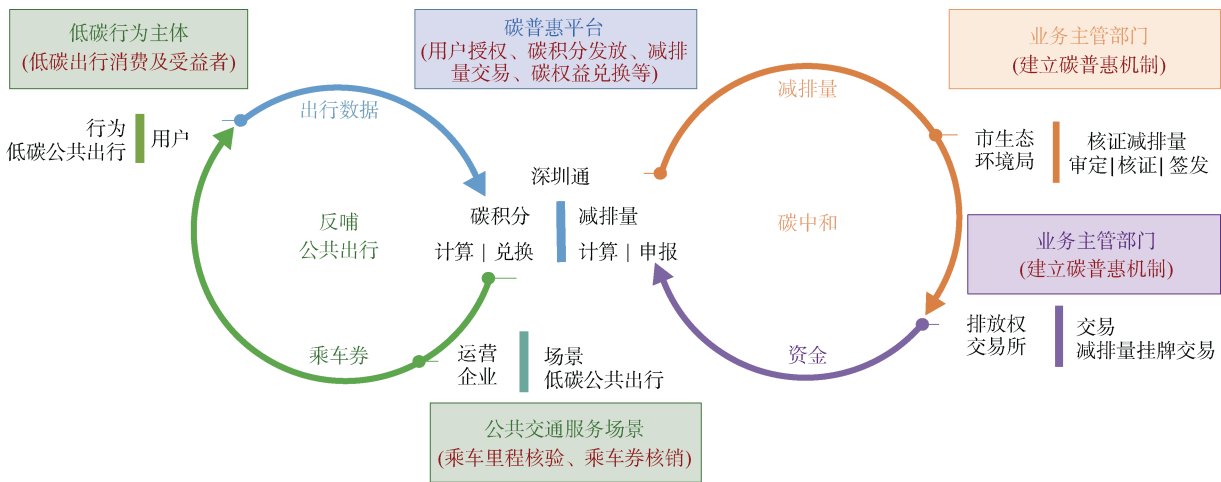 低碳行为主体
(低碳出行消费及受益者)
碳普惠平台
(用户授权、碳积分发放、减排
量交易、碳权益兑换等)
业务主管部门
(建立碳普惠机制)
出行数据
减排量
行为
低碳公共出行
用户
市生态
环境局
核证减排量
审定|核证|签发
深圳通
碳积分
计算|兑换
减排量
计算|申报
反哺
公共出行
碳中和
业务主管部门
(建立碳普惠机制)
乘车券
运营
企业
场景
低碳公共出行
资金
排放权
交易所
交易
减排量挂牌交易
公共交通服务场景
(乘车里程核验、乘车券核销)